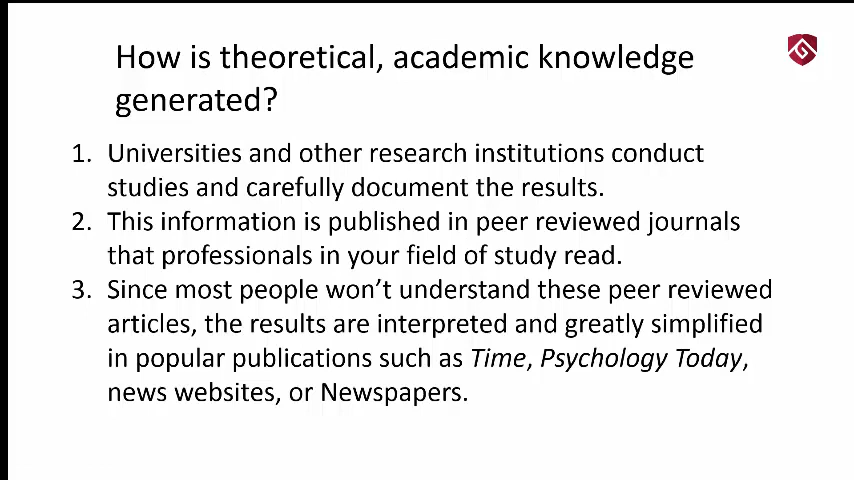 How is theoretical, academic knowledge
generated?
1. Universities and other research institutions conduct
studies and carefully document the results.
2. This information is published in peer reviewed journals
that professionals in your field of study read.
3. Since most people won’t understand these peer reviewed
articles, the results are interpreted and greatly simplified
in popular publications such as Time, Psychology Today,
news websites, or Newspapers.